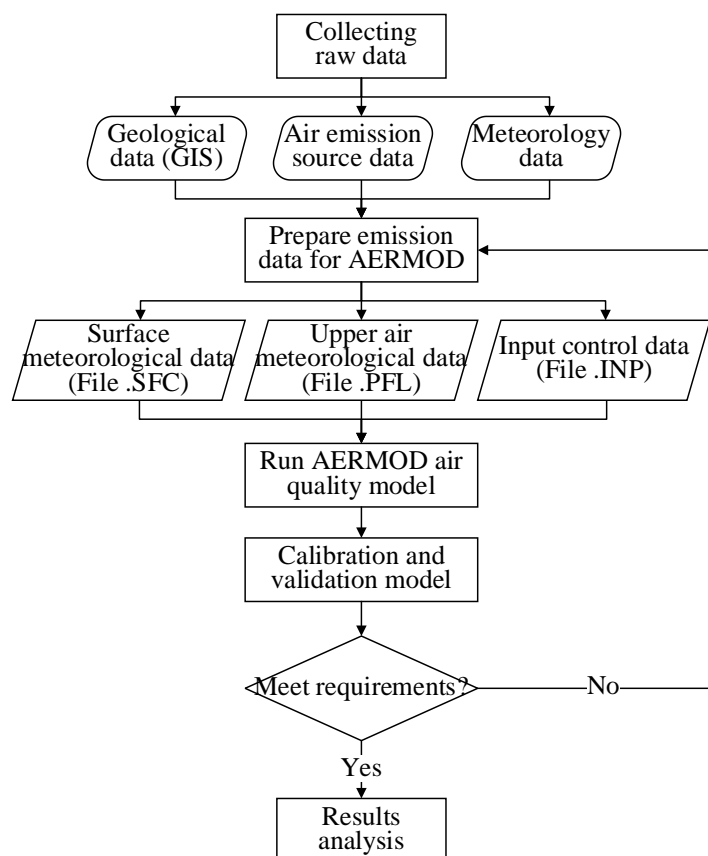 Collecting
raw data
Geological
data (GIS)
Air emission
source data
Meteorology
data
Prepare emission
data for AERMOD
Surface
meteorological data
(File .SFC)
Upper air
meteorological data
(File .PFL)
Input control data
(File .INP)
Run AERMOD air
quality model
Calibration and
validation model
Meet requirements?
No
Yes
Results
analysis